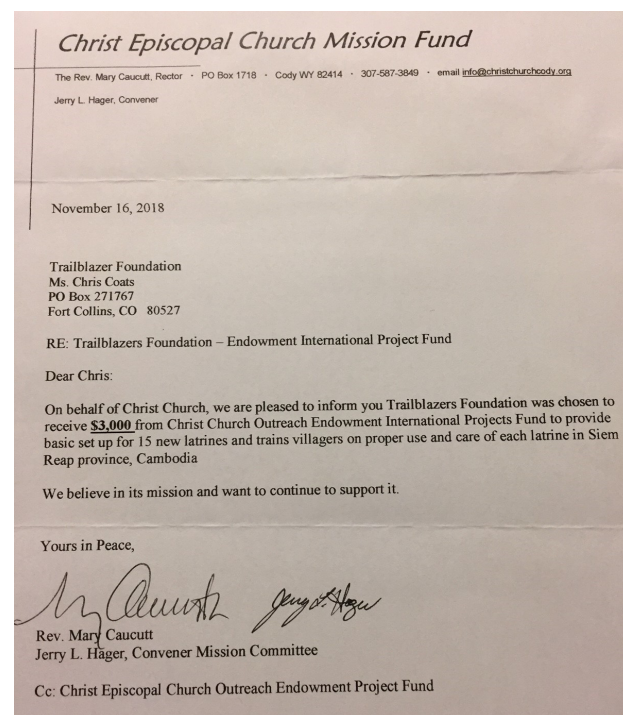 Christ Episcopal Church Mission Fund
The Rev. Mary Caucutt, Rector · PO Box 1718 · Cody WY 82414 · 307-587-3849 · email info@christchurchcody.org
Jerry L. Hager, Convener
November 16, 2018
Trailblazer Foundation
Ms. Chris Coats
PO Box 271767
Fort Collins, CO 80527
RE: Trailblazers Foundation – Endowment International Project Fund
Dear Chris:
On behalf of Christ Church, we are pleased to inform you Trailblazers Foundation was chosen to
receive $3,000 from Christ Church Outreach Endowment International Projects Fund to provide
basic set up for 15 new latrines and trains villagers on proper use and care of each latrine in Siem
Reap province, Cambodia
We believe in its mission and want to continue to support it.
Yours in Peace,
Rev. Mary Caucutt
Jerry L. Hager, Convener Mission Committee
Cc: Christ Episcopal Church Outreach Endowment Project Fund